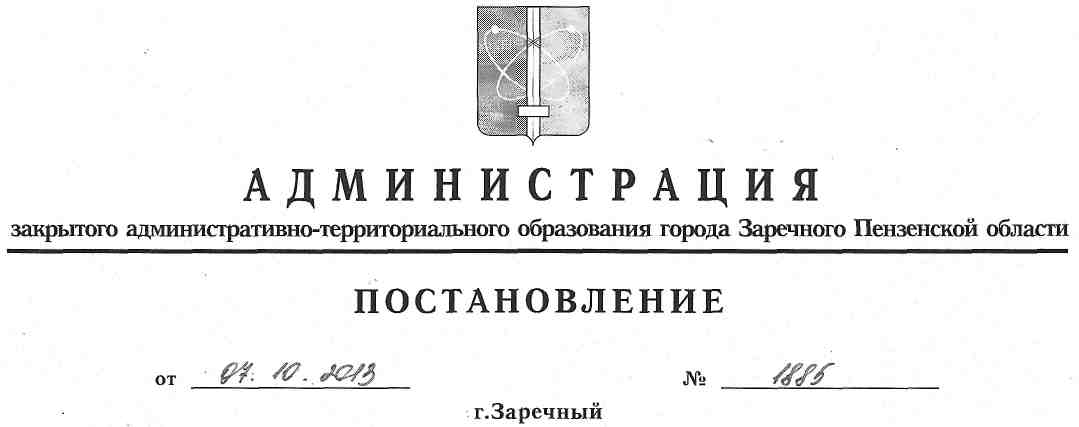 АДМИНИСТРАЦИЯ
закрытого административно-территориального образования города Заречного Пензенской области
ПОСТАНОВЛЕНИЕ
от 07.10.2013 № 1885
г.Заречный